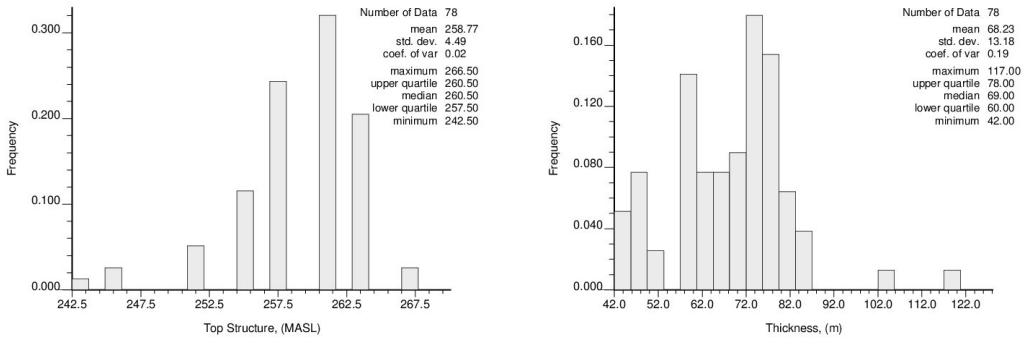 Number of Data 78
mean 258.77
std. dev. 4.49
coef. of var 0.02
maximum 266.50
upper quartile 260.50
median 260.50
lower quartile 257.50
minimum 242.50
Frequency
0.300
0.200
0.100
0.000
242.5 247.5 252.5 257.5 262.5 267.5
Top Structure, (MASL)
Number of Data 78
mean 68.23
std. dev. 13.18
coef. of var 0.19
maximum 117.00
upper quartile 78.00
median 69.00
lower quartile 60.00
minimum 42.00
Frequency
0.160
0.120
0.080
0.040
0.000
42.0 52.0 62.0 72.0 82.0 92.0 102.0 112.0 122.0
Thickness, (m)